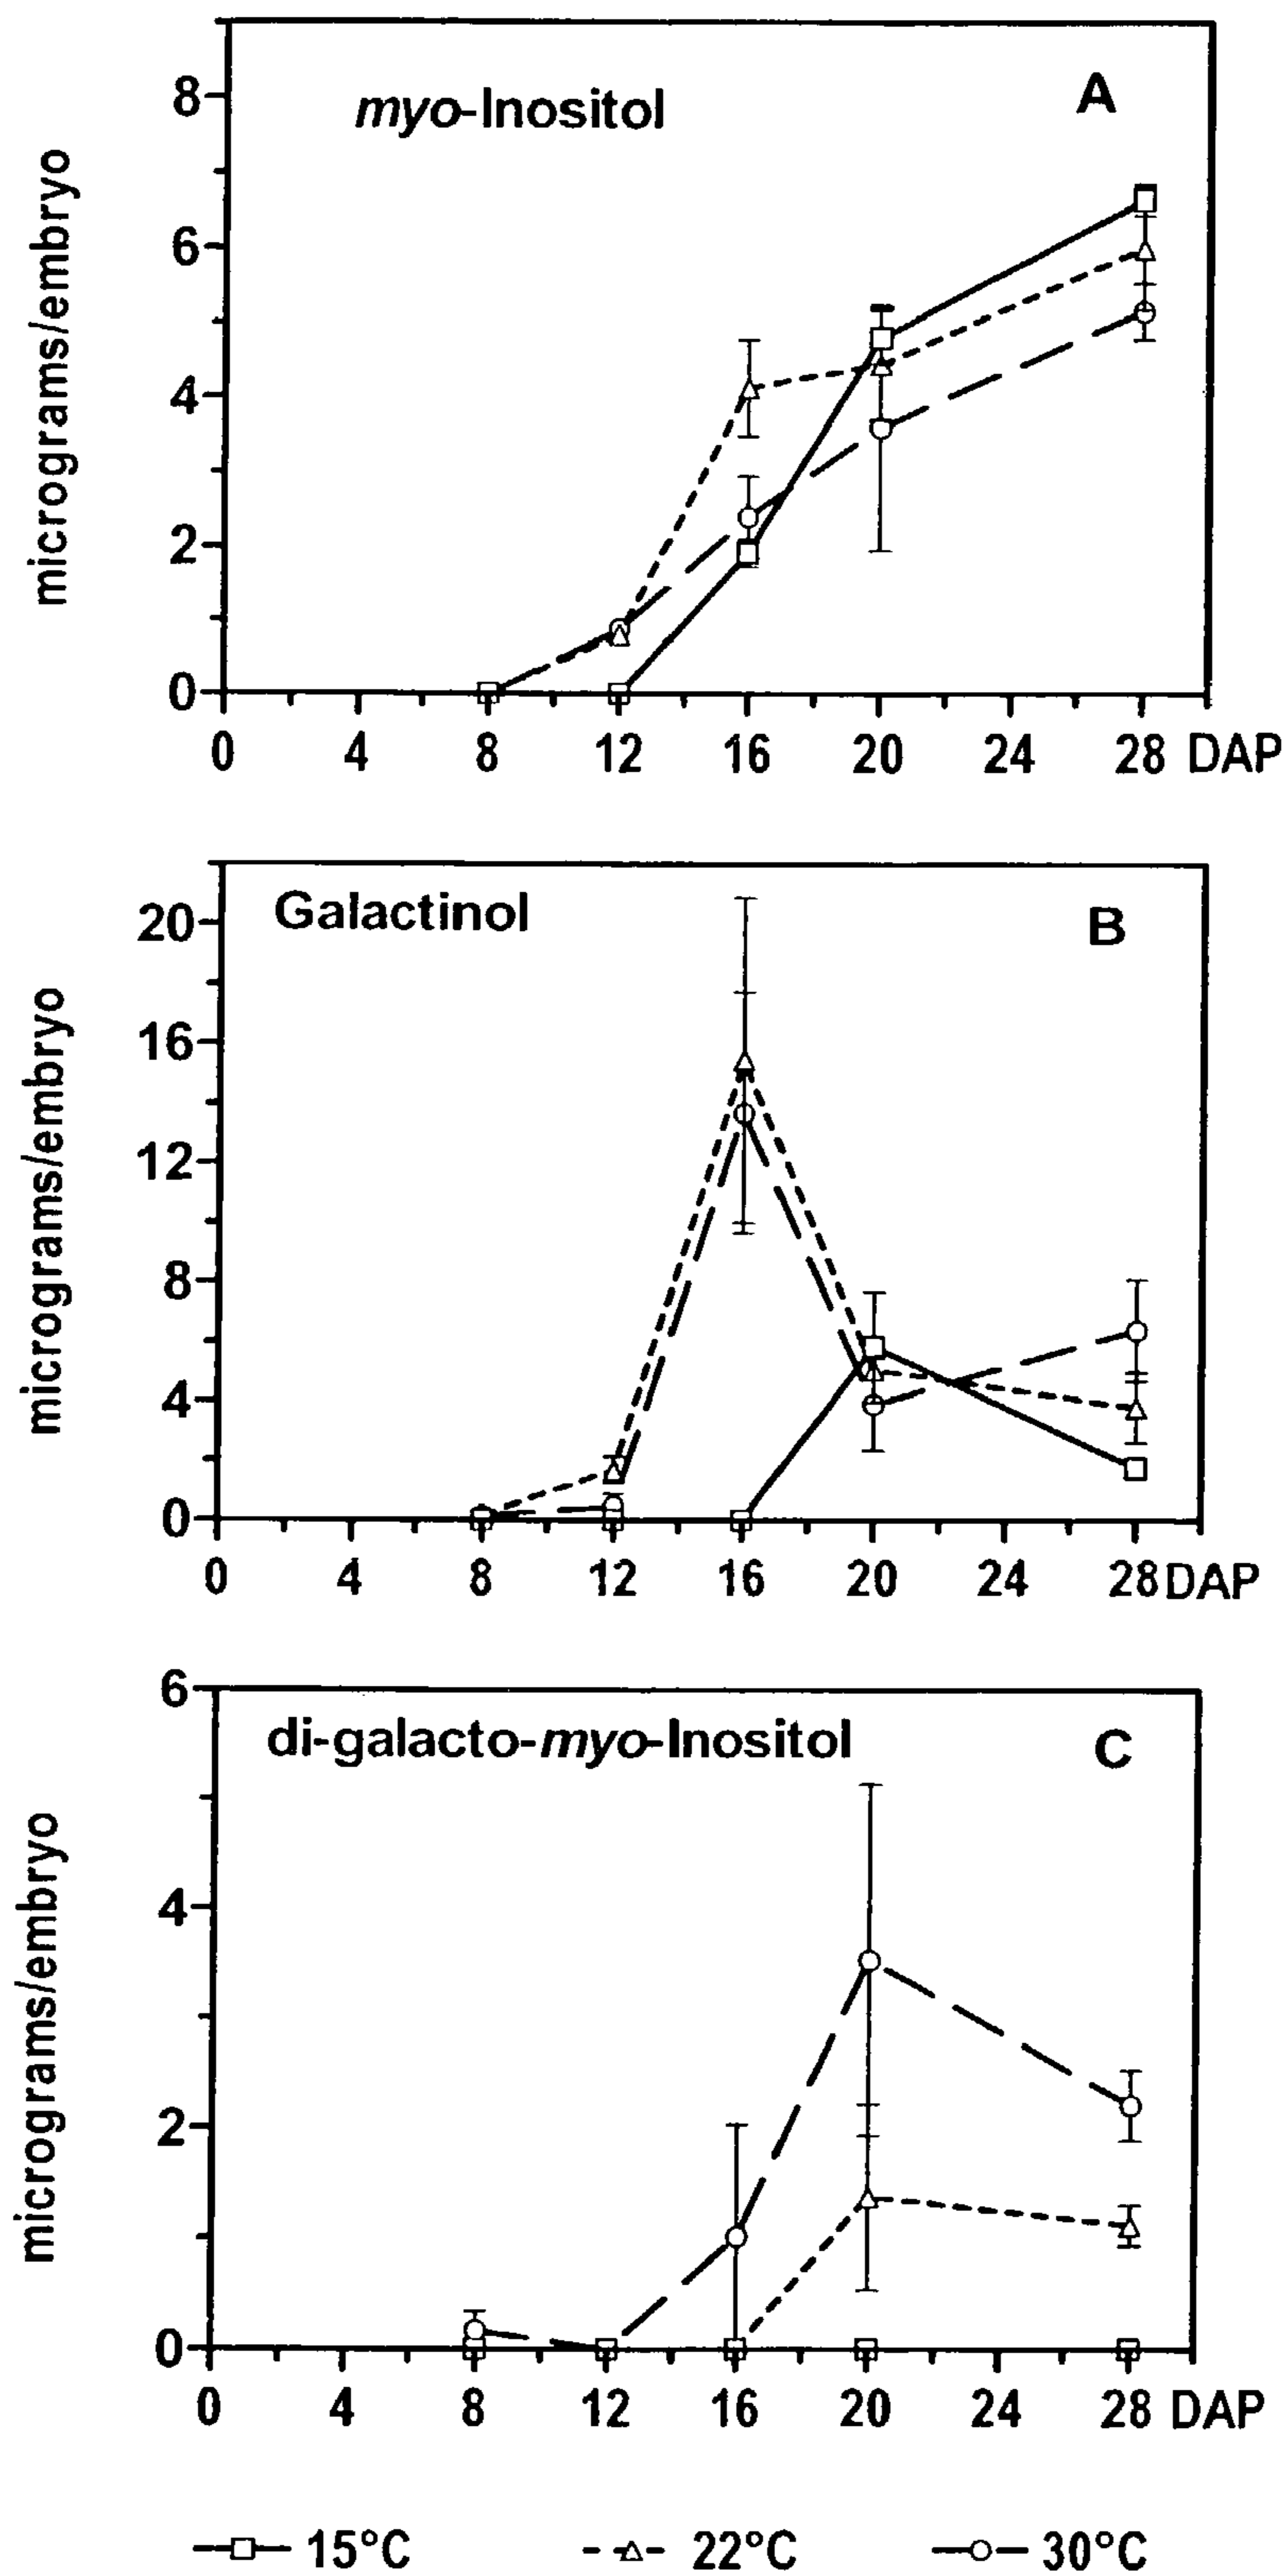 myo-Inositol
A
8
6
4
2
0
micrograms/embryo
0 4 8 12 16 20 24 28 DAP
Galactinol
B
20
16
12
8
4
0
micrograms/embryo
0 4 8 12 16 20 24 28 DAP
di-galacto-myo-Inositol
C
6
4
2
0
micrograms/embryo
0 4 8 12 16 20 24 28 DAP
15°C 22°C 30°C